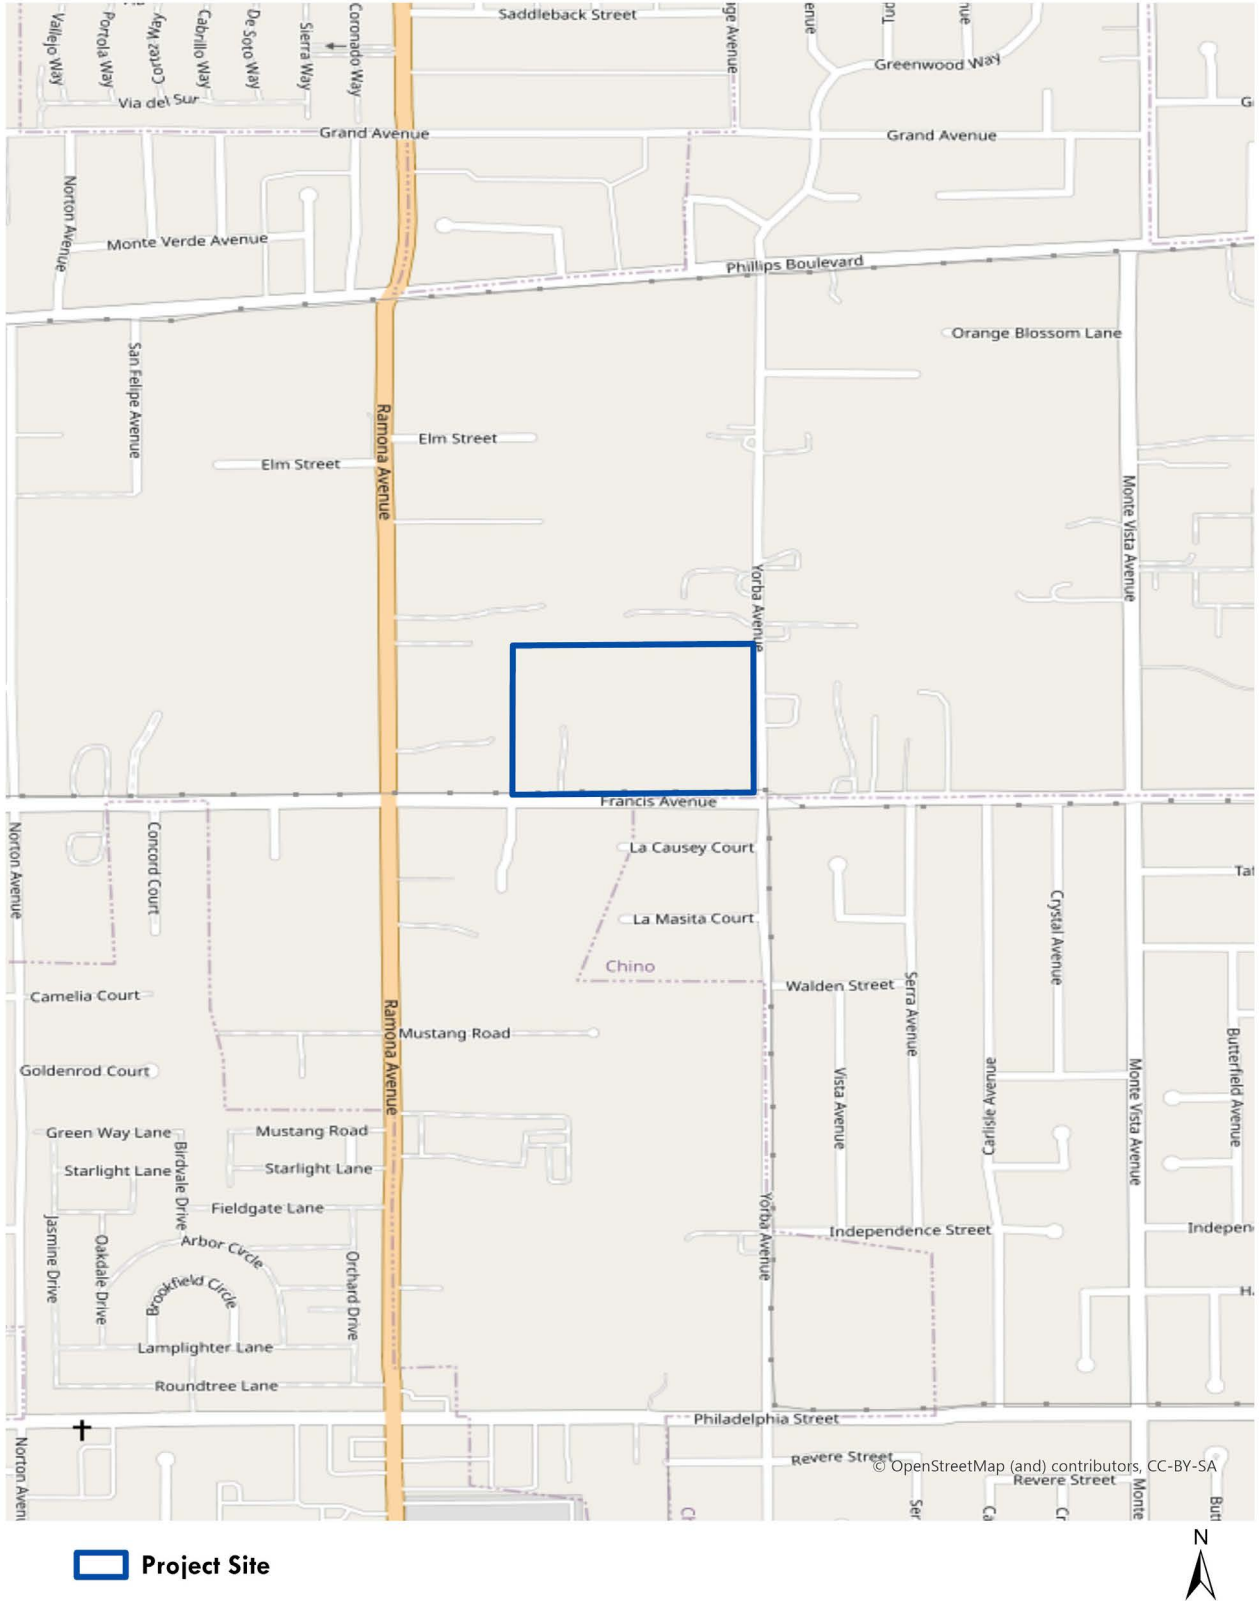 Saddleback Street
Vallejo Way
Portola Way
Cortez Way
Cabrillo Way
De Soto Way
Sierra Way
Coronado Way
Greenwood Way
Via del Sur
Grand Avenue
Grand Avenue
Norton Avenue
Monte Verde Avenue
Phillips Boulevard
Orange Blossom Lane
San Felipe Avenue
Ramona Avenue
Elm Street
Elm Street
Monte Vista Avenue
Yorba Avenue
Francis Avenue
Norton Avenue
Concord Court
La Causey Court
La Masita Court
Crystal Avenue
Chino
Camelia Court
Walden Street
Serra Avenue
Ramona Avenue
Mustang Road
Goldenrod Court
Vista Avenue
Carlisle Avenue
Monte Vista Avenue
Butterfield Avenue
Green Way Lane
Mustang Road
Starlight Lane
Starlight Lane
Birdvale Drive
Fieldgate Lane
Jasmine Drive
Oakdale Drive
Arbor Circle
Brookfield Circle
Orchard Drive
Yorba Avenue
Independence Street
Indepen
Lamplighter Lane
Roundtree Lane
Philadelphia Street
Norton Avenu
Revere Street
© OpenStreetMap (and) contributors, CC-BY-SA
Revere Street
Monte
Project Site
N